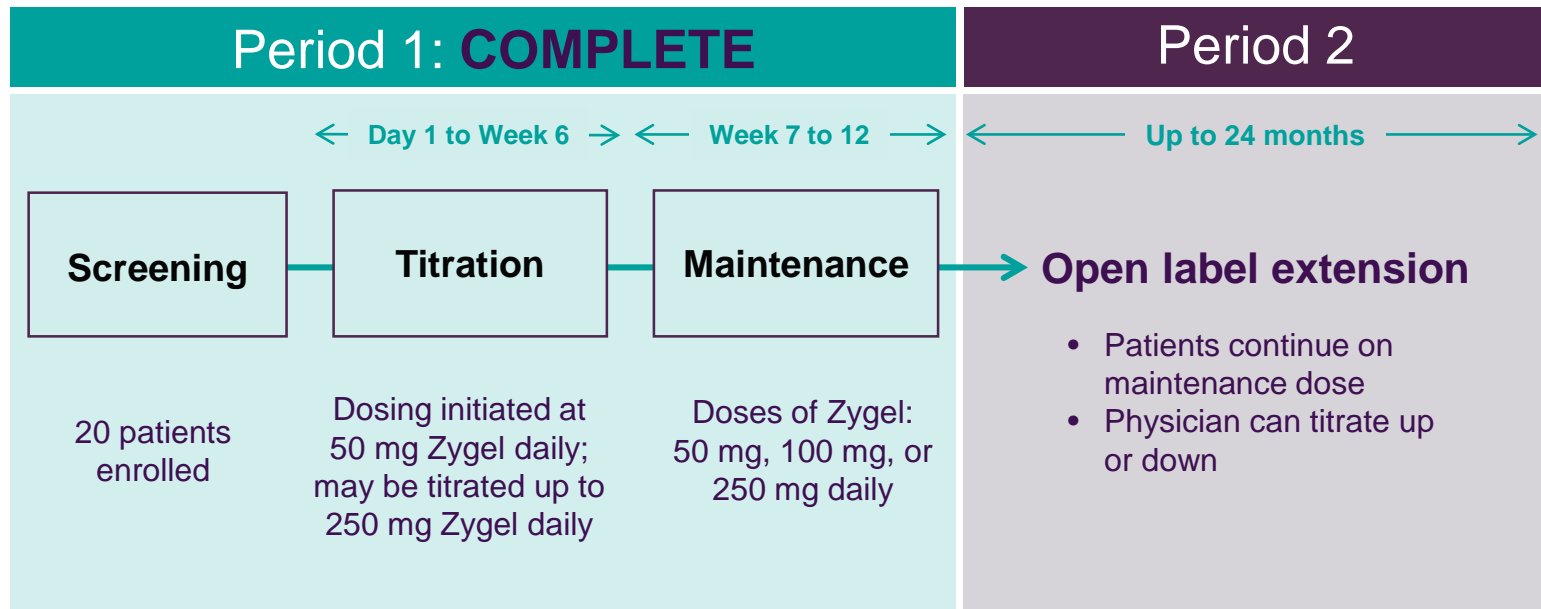 Period 1: COMPLETE
Period 2
Day 1 to Week 6
Week 7 to 12
Up to 24 months
Screening
Titration
Maintenance
Open label extension
20 patients
enrolled
Dosing initiated at
50 mg Zygel daily;
may be titrated up to
250 mg Zygel daily
Doses of Zygel:
50 mg, 100 mg, or
250 mg daily
• Patients continue on
maintenance dose
• Physician can titrate up
or down